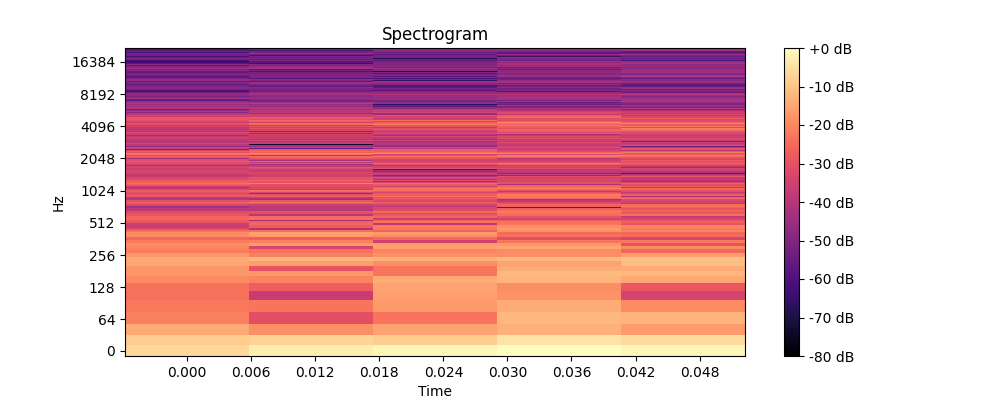 Spectrogram
Hz
16384
8192
4096
2048
1024
512
256
128
64
0
0.000 0.006 0.012 0.018 0.024 0.030 0.036 0.042 0.048
Time
+0 dB
-10 dB
-20 dB
-30 dB
-40 dB
-50 dB
-60 dB
-70 dB
-80 dB